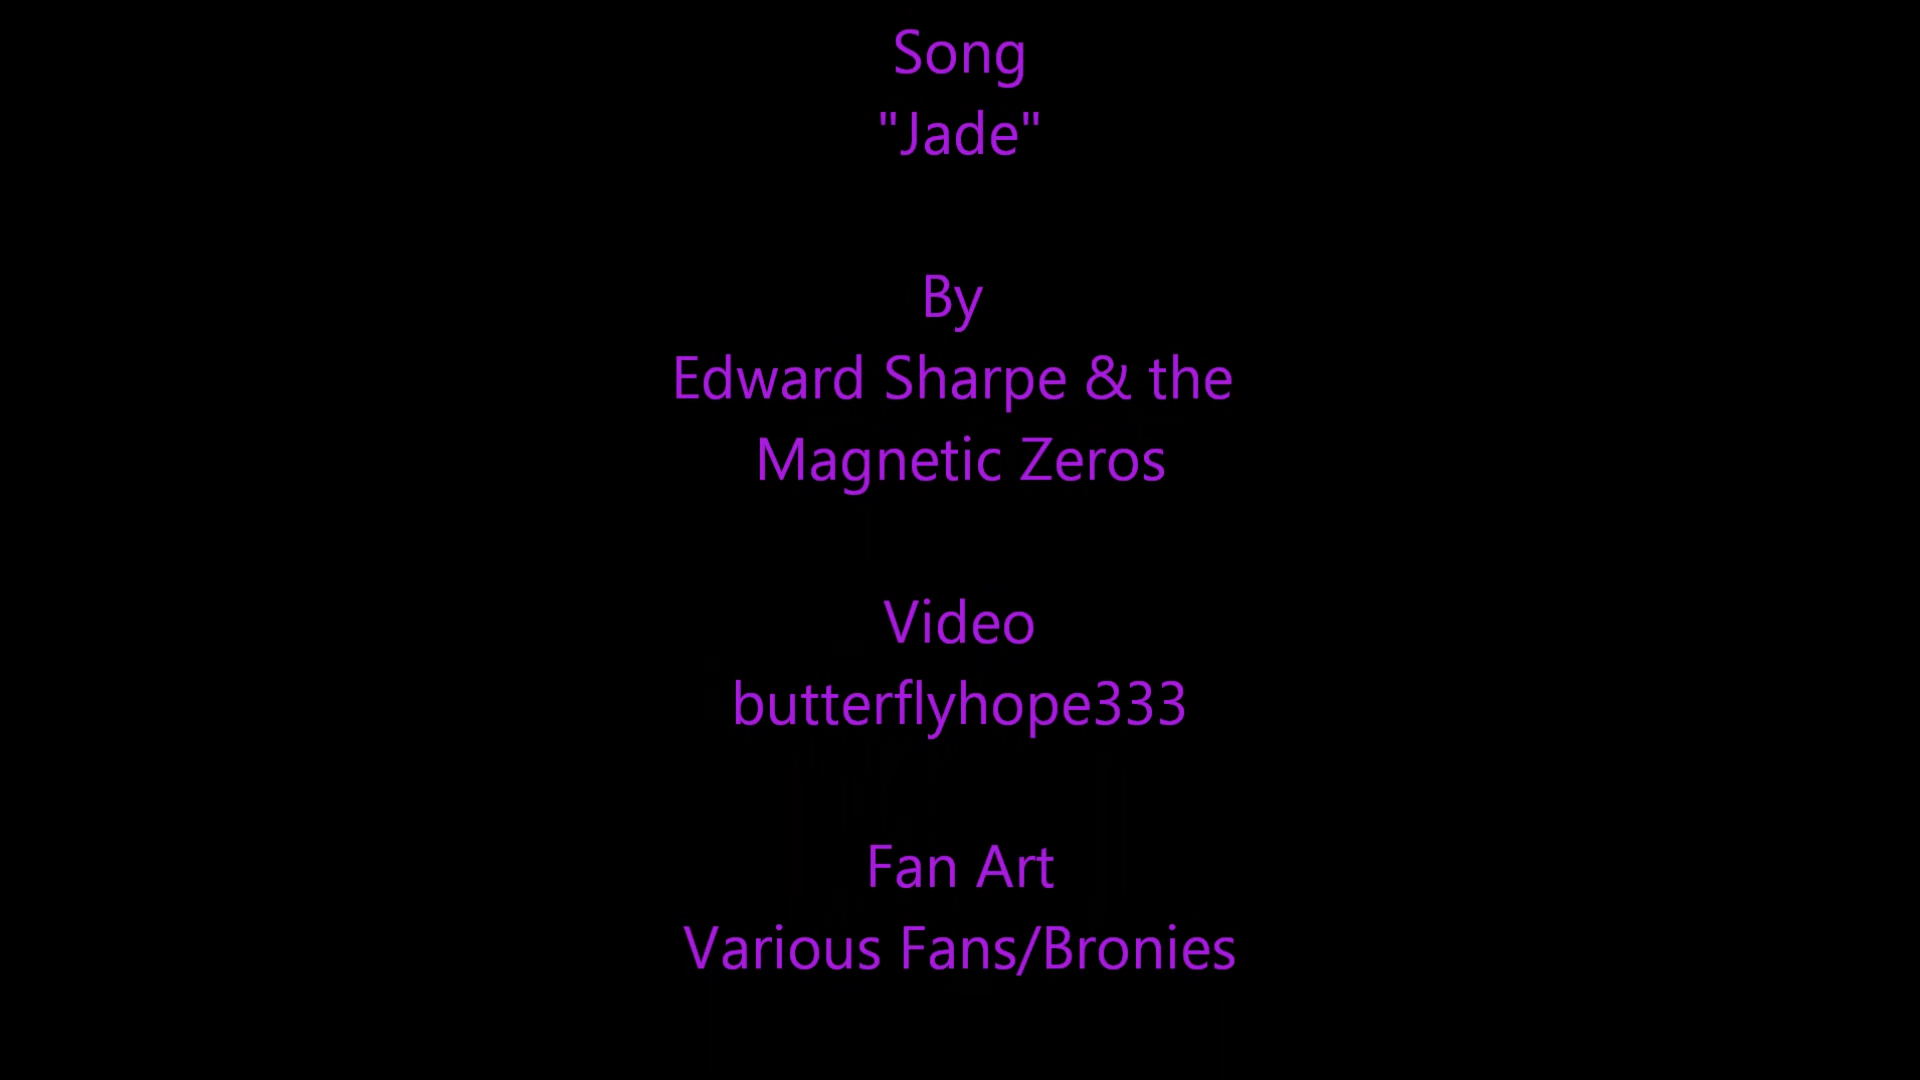 Song
"Jade"
By
Edward Sharpe & the
Magnetic Zeros
Video
butterflyhope333
Fan Art
Various Fans/Bronies